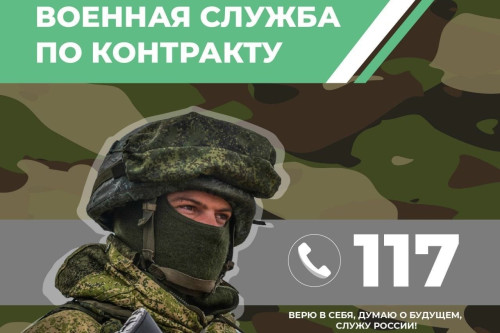 ВОЕННАЯ СЛУЖБА
ПО КОНТРАКТУ
117
ВЕРЮ В СЕБЯ, ДУМАЮ О БУДУЩЕМ,
СЛУЖУ РОССИИ!